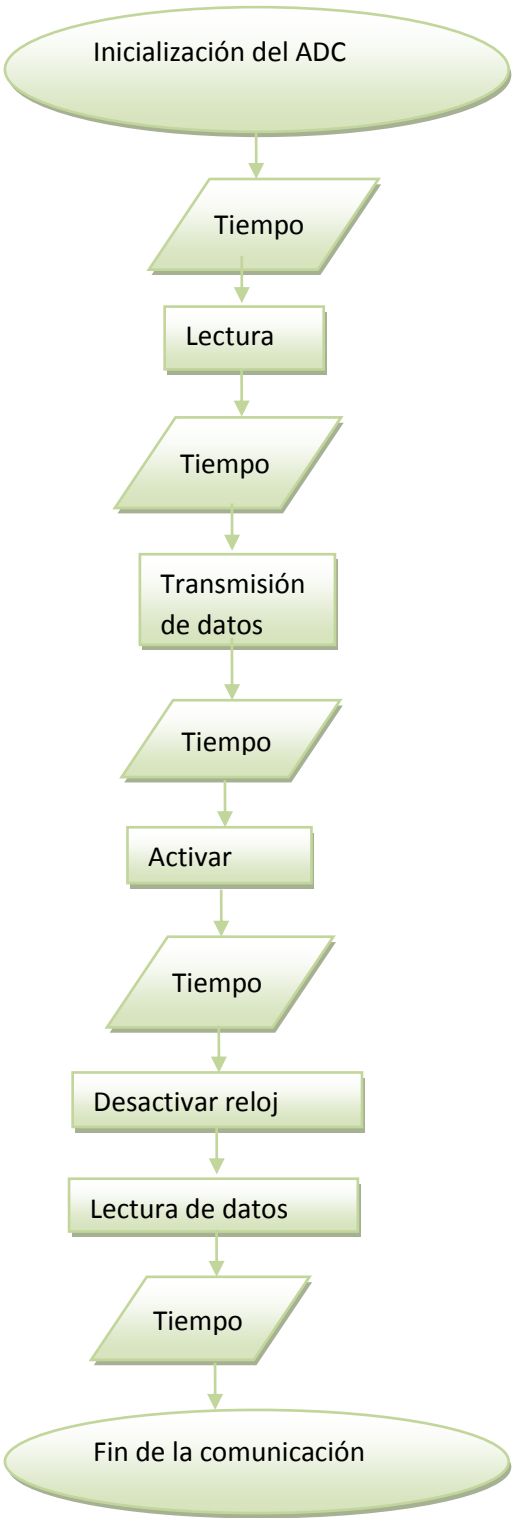 Inicialización del ADC
Tiempo
Lectura
Tiempo
Transmisión
de datos
Tiempo
Activar
Tiempo
Desactivar reloj
Lectura de datos
Tiempo
Fin de la comunicación